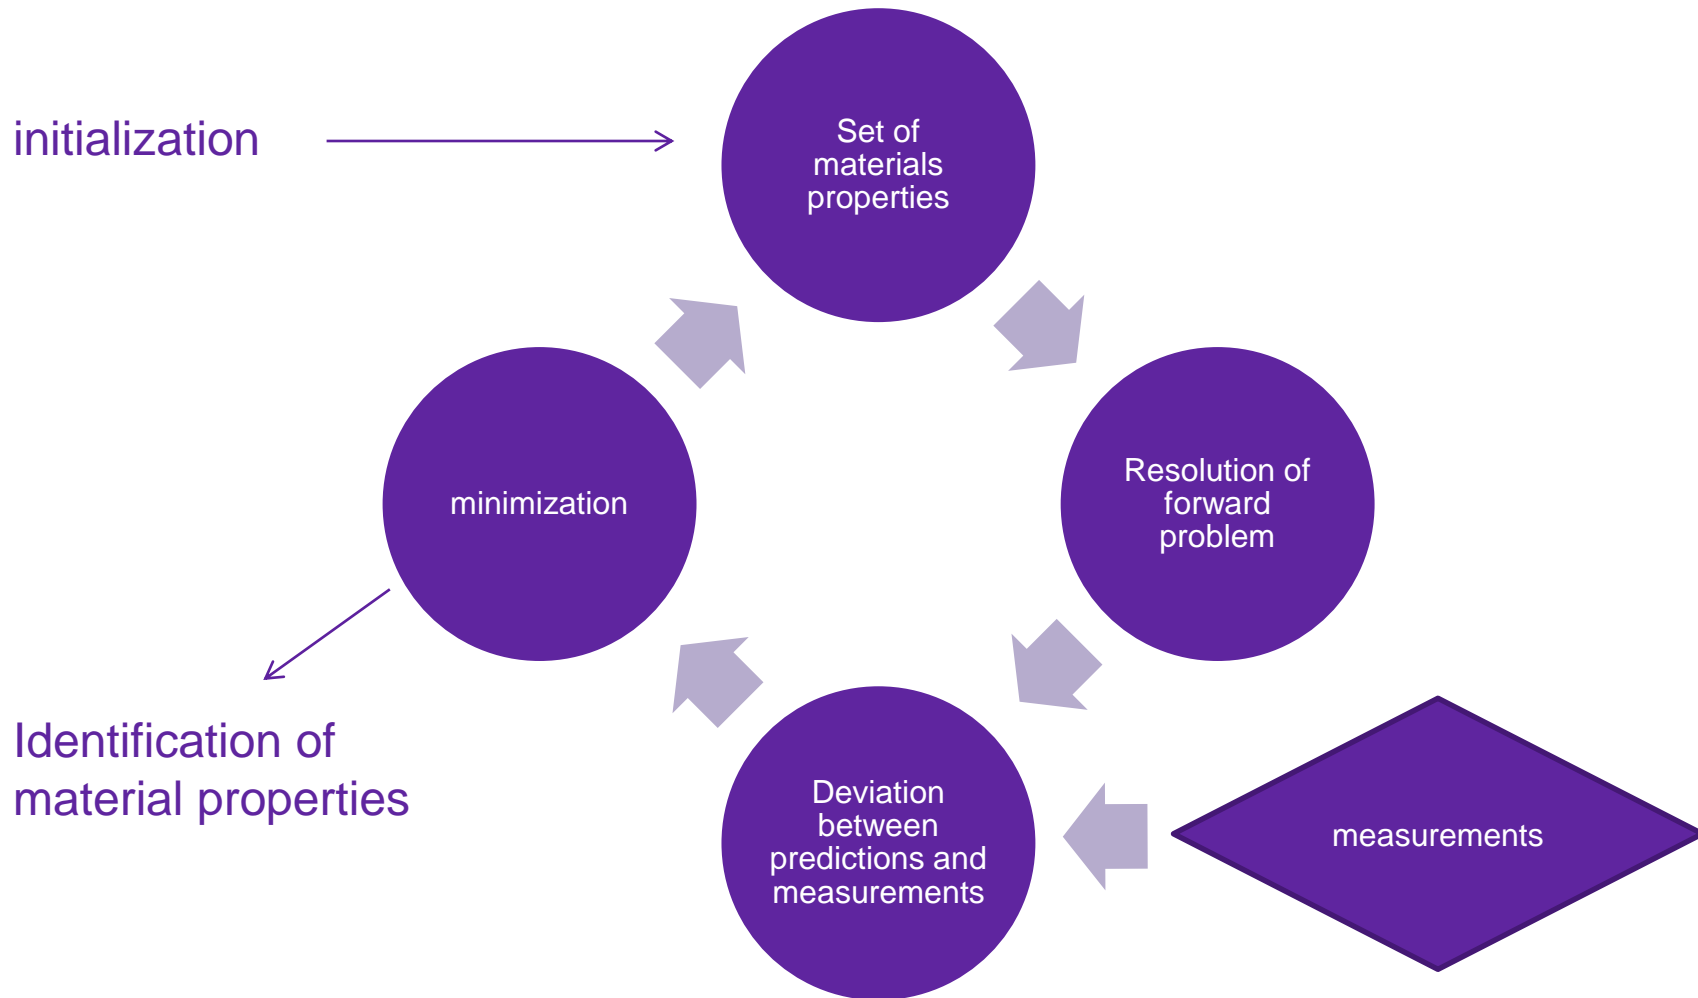 initialization
Set of
materials
properties
minimization
Resolution of
forward
problem
Identification of
material properties
Deviation
between
predictions and
measurements
measurements